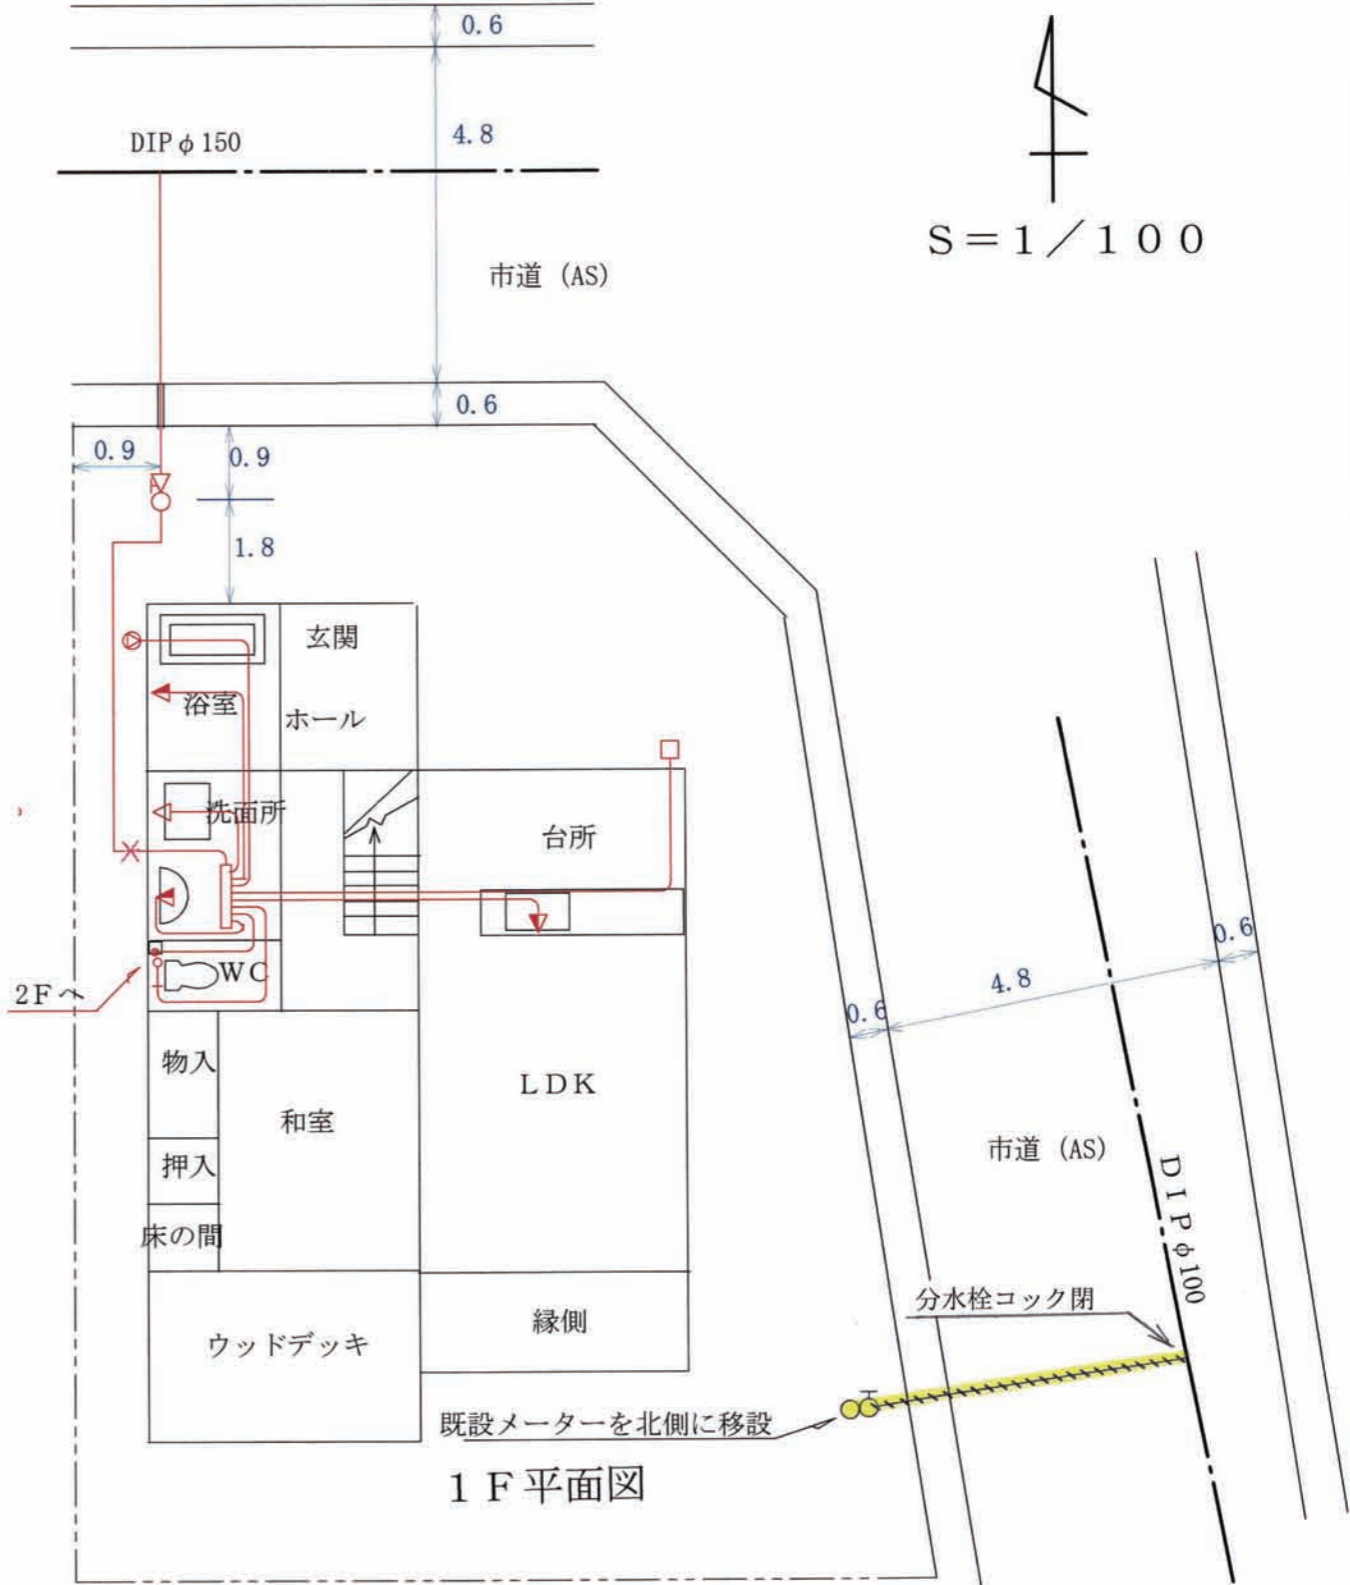 0.6
4.8
DIPφ150
S=1/100
市道 (AS)
0.6
0.9
0.9
1.8
玄関
浴室
ホール
洗面所
台所
WC
2Fへ
0.6
4.8
0.6
物入
LDK
和室
市道 (AS)
押入
DIPφ100
床の間
分水栓コック閉
縁側
ウッドデッキ
既設メーターを北側に移設
1F平面図